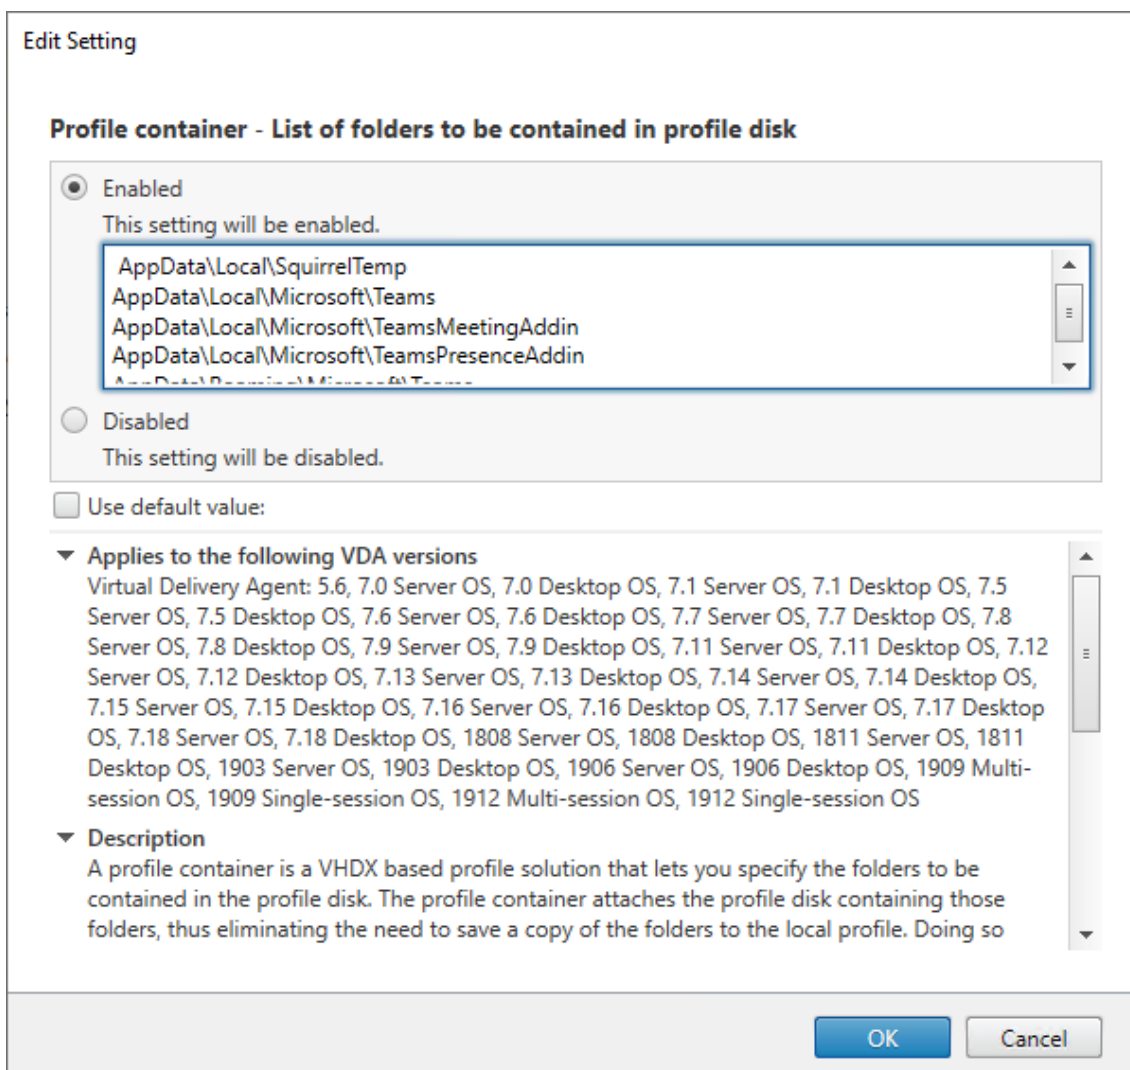 Edit Setting
Profile container - List of folders to be contained in profile disk
Enabled
This setting will be enabled.
AppData\Local\SquirrelTemp
AppData\Local\Microsoft\Teams
AppData\Local\Microsoft\TeamsMeetingAddin
AppData\Local\Microsoft\TeamsPresenceAddin
AppData\Roaming\Microsoft\Teams
Disabled
This setting will be disabled.
Use default value:
Applies to the following VDA versions
Virtual Delivery Agent: 5.6, 7.0 Server OS, 7.0 Desktop OS, 7.1 Server OS, 7.1 Desktop OS, 7.5
Server OS, 7.5 Desktop OS, 7.6 Server OS, 7.6 Desktop OS, 7.7 Server OS, 7.7 Desktop OS, 7.8
Server OS, 7.8 Desktop OS, 7.9 Server OS, 7.9 Desktop OS, 7.11 Server OS, 7.11 Desktop OS, 7.12
Server OS, 7.12 Desktop OS, 7.13 Server OS, 7.13 Desktop OS, 7.14 Server OS, 7.14 Desktop OS,
7.15 Server OS, 7.15 Desktop OS, 7.16 Server OS, 7.16 Desktop OS, 7.17 Server OS, 7.17 Desktop
OS, 7.18 Server OS, 7.18 Desktop OS, 1808 Server OS, 1808 Desktop OS, 1811 Server OS, 1811
Desktop OS, 1903 Server OS, 1903 Desktop OS, 1906 Server OS, 1906 Desktop OS, 1909 Multi-
session OS, 1909 Single-session OS, 1912 Multi-session OS, 1912 Single-session OS
Description
A profile container is a VHDX based profile solution that lets you specify the folders to be
contained in the profile disk. The profile container attaches the profile disk containing those
folders, thus eliminating the need to save a copy of the folders to the local profile. Doing so
OK
Cancel